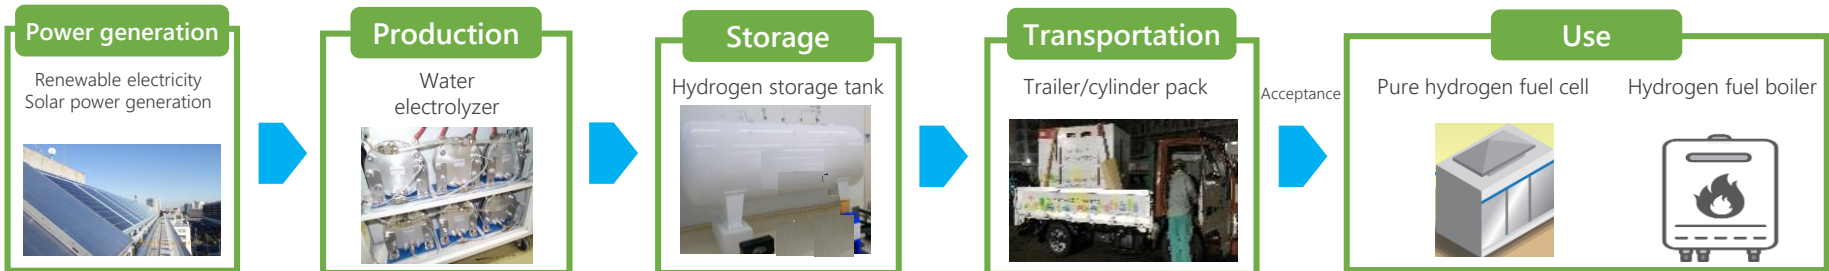 Power generation
Renewable electricity
Solar power generation
Production
Water
electrolyzer
Storage
Hydrogen storage tank
Transportation
Trailer/cylinder pack
Acceptance
Use
Pure hydrogen fuel cell
Hydrogen fuel boiler